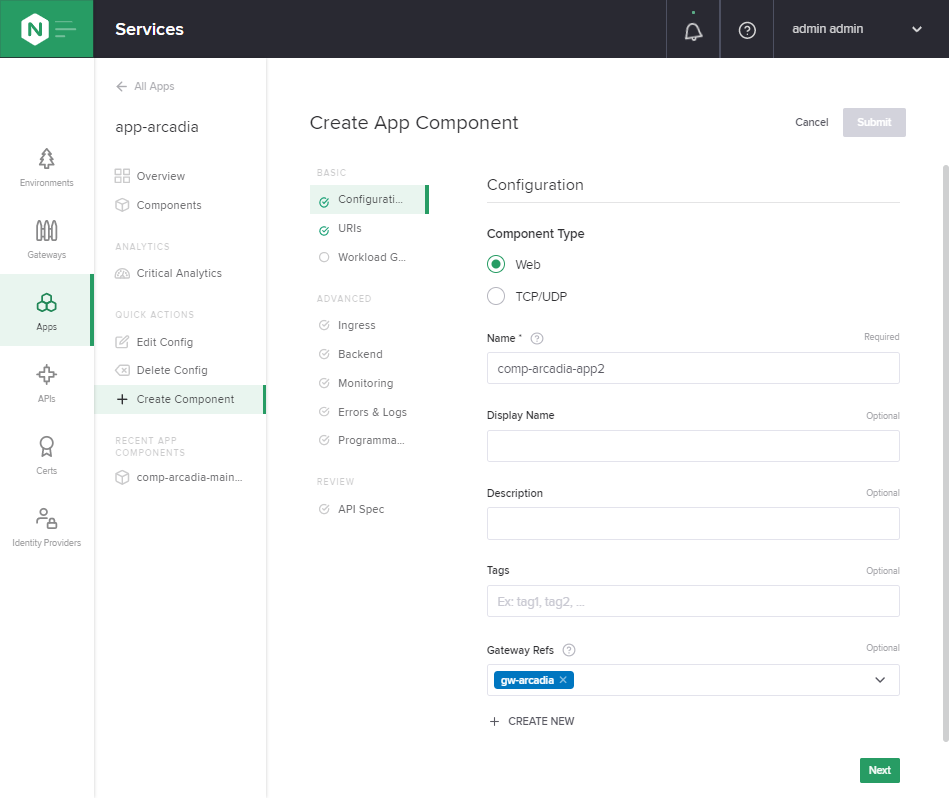 N
Services
admin admin
Environments
Gateways
Apps
APIs
Certs
Identity Providers
All Apps
app-arcadia
Overview
Components
ANALYTICS
Critical Analytics
QUICK ACTIONS
Edit Config
Delete Config
Create Component
RECENT APP
COMPONENTS
comp-arcadia-main...
Create App Component
Cancel
Submit
BASIC
Configurati...
URIs
Workload G...
ADVANCED
Ingress
Backend
Monitoring
Errors & Logs
Programma...
REVIEW
API Spec
Configuration
Component Type
Web
TCP/UDP
Name * ? Required
comp-arcadia-app2
Display Name Optional
Description Optional
Tags Optional
Ex: tag1, tag2, ...
Gateway Refs ? Optional
gw-arcadia ×
+ CREATE NEW
Next